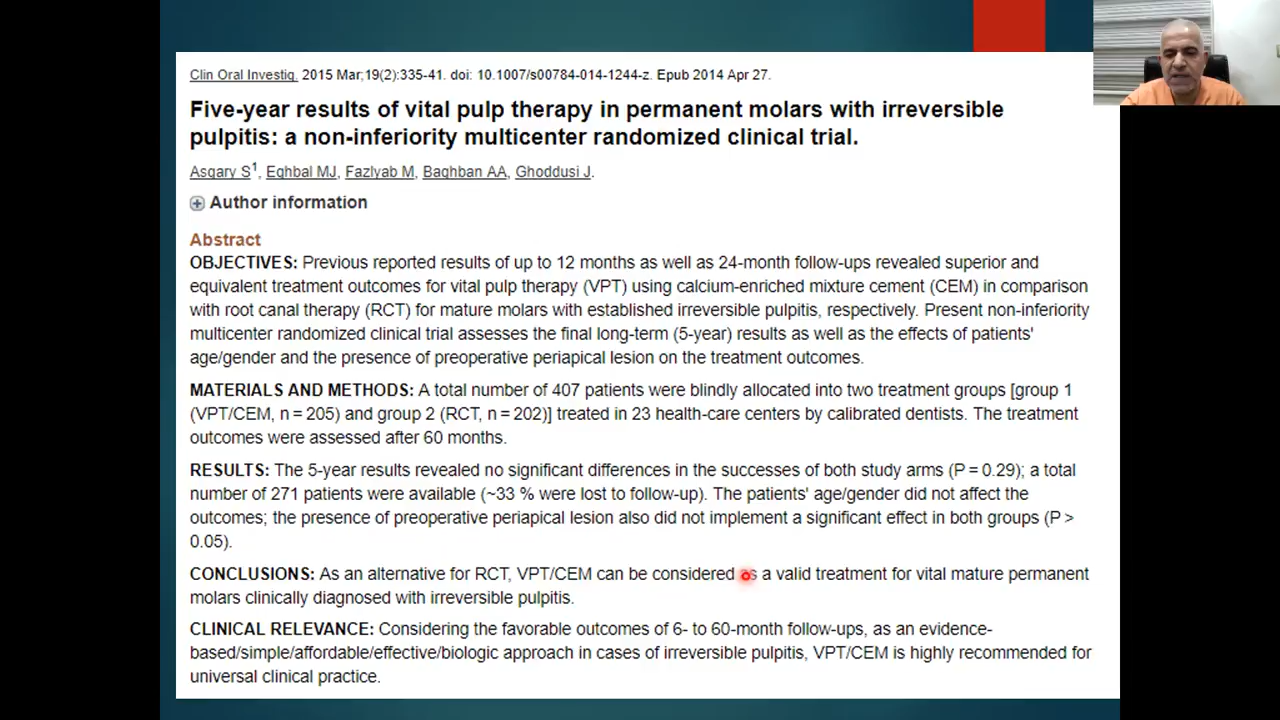 Clin Oral Investig. 2015 Mar;19(2):335-41. doi: 10.1007/s00784-014-1244-z. Epub 2014 Apr 27.
Five-year results of vital pulp therapy in permanent molars with irreversible
pulpitis: a non-inferiority multicenter randomized clinical trial.
Asgary S1, Eghbal MJ, Fazlyab M, Baghban AA, Ghoddusi J.
Author information
Abstract
OBJECTIVES: Previous reported results of up to 12 months as well as 24-month follow-ups revealed superior and
equivalent treatment outcomes for vital pulp therapy (VPT) using calcium-enriched mixture cement (CEM) in comparison
with root canal therapy (RCT) for mature molars with established irreversible pulpitis, respectively. Present non-inferiority
multicenter randomized clinical trial assesses the final long-term (5-year) results as well as the effects of patients'
age/gender and the presence of preoperative periapical lesion on the treatment outcomes.
MATERIALS AND METHODS: A total number of 407 patients were blindly allocated into two treatment groups [group 1
(VPT/CEM, n = 205) and group 2 (RCT, n = 202)] treated in 23 health-care centers by calibrated dentists. The treatment
outcomes were assessed after 60 months.
RESULTS: The 5-year results revealed no significant differences in the successes of both study arms (P = 0.29); a total
number of 271 patients were available (~33 % were lost to follow-up). The patients' age/gender did not affect the
outcomes; the presence of preoperative periapical lesion also did not implement a significant effect in both groups (P >
0.05).
CONCLUSIONS: As an alternative for RCT, VPT/CEM can be considered as a valid treatment for vital mature permanent
molars clinically diagnosed with irreversible pulpitis.
CLINICAL RELEVANCE: Considering the favorable outcomes of 6- to 60-month follow-ups, as an evidence-
based/simple/affordable/effective/biologic approach in cases of irreversible pulpitis, VPT/CEM is highly recommended for
universal clinical practice.